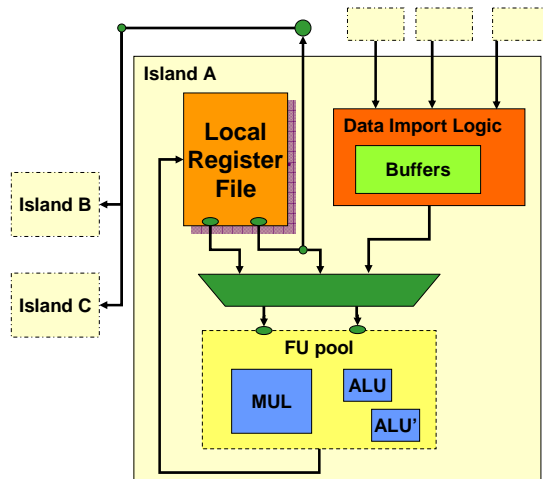 Island A
Local
Register
File
Data Import Logic
Buffers
Island B
Island C
FU pool
MUL
ALU
ALU'